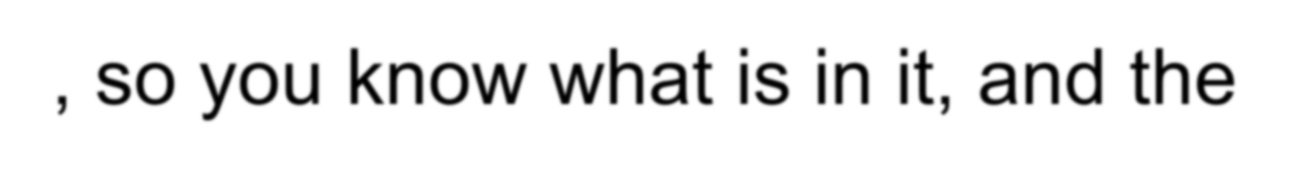 , so you know what is in it, and the